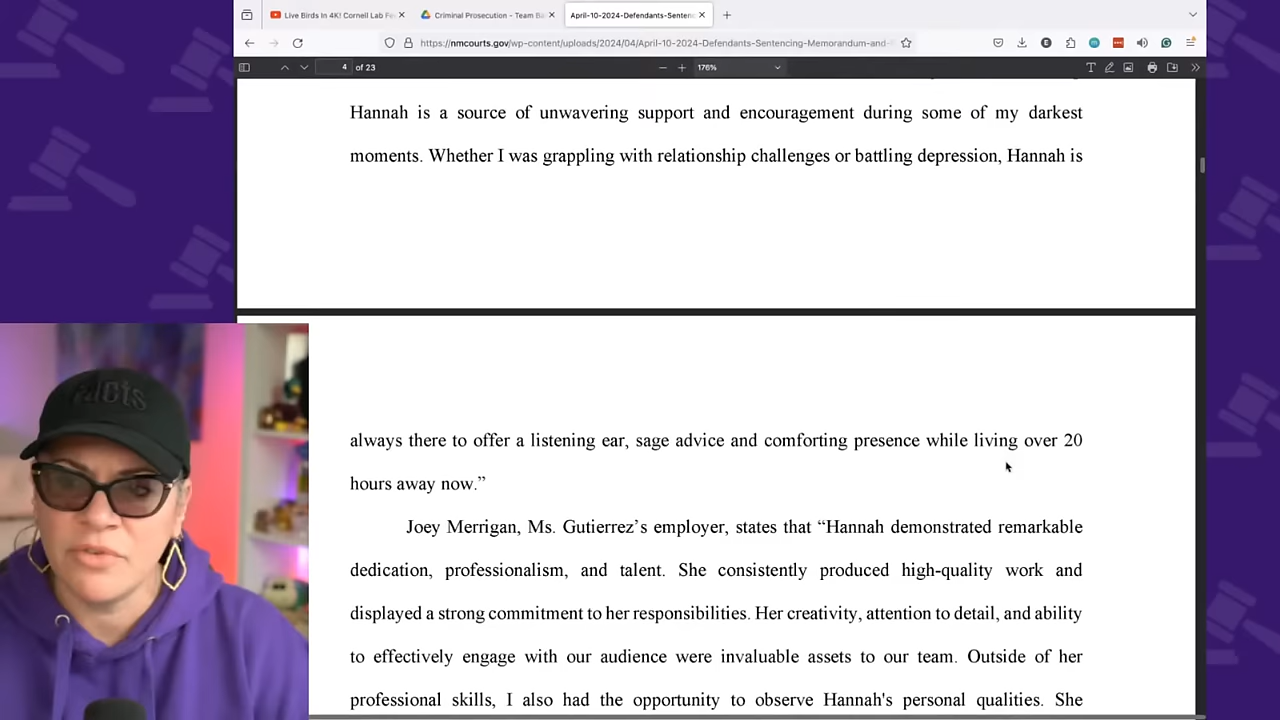 Live Birds In 4K! Cornell Lab Fe
Criminal Prosecution - Team Ba
April-10-2024-Defendants-Senten
https://nmcourts.gov/wp-content/uploads/2024/04/April-10-2024-Defendants-Sentencing-Memorandum-and-
4 of 23
176%
Hannah is a source of unwavering support and encouragement during some of my darkest
moments. Whether I was grappling with relationship challenges or battling depression, Hannah is
always there to offer a listening ear, sage advice and comforting presence while living over 20
hours away now.”
Joey Merrigan, Ms. Gutierrez’s employer, states that “Hannah demonstrated remarkable
dedication, professionalism, and talent. She consistently produced high-quality work and
displayed a strong commitment to her responsibilities. Her creativity, attention to detail, and ability
to effectively engage with our audience were invaluable assets to our team. Outside of her
professional skills, I also had the opportunity to observe Hannah's personal qualities. She
facts